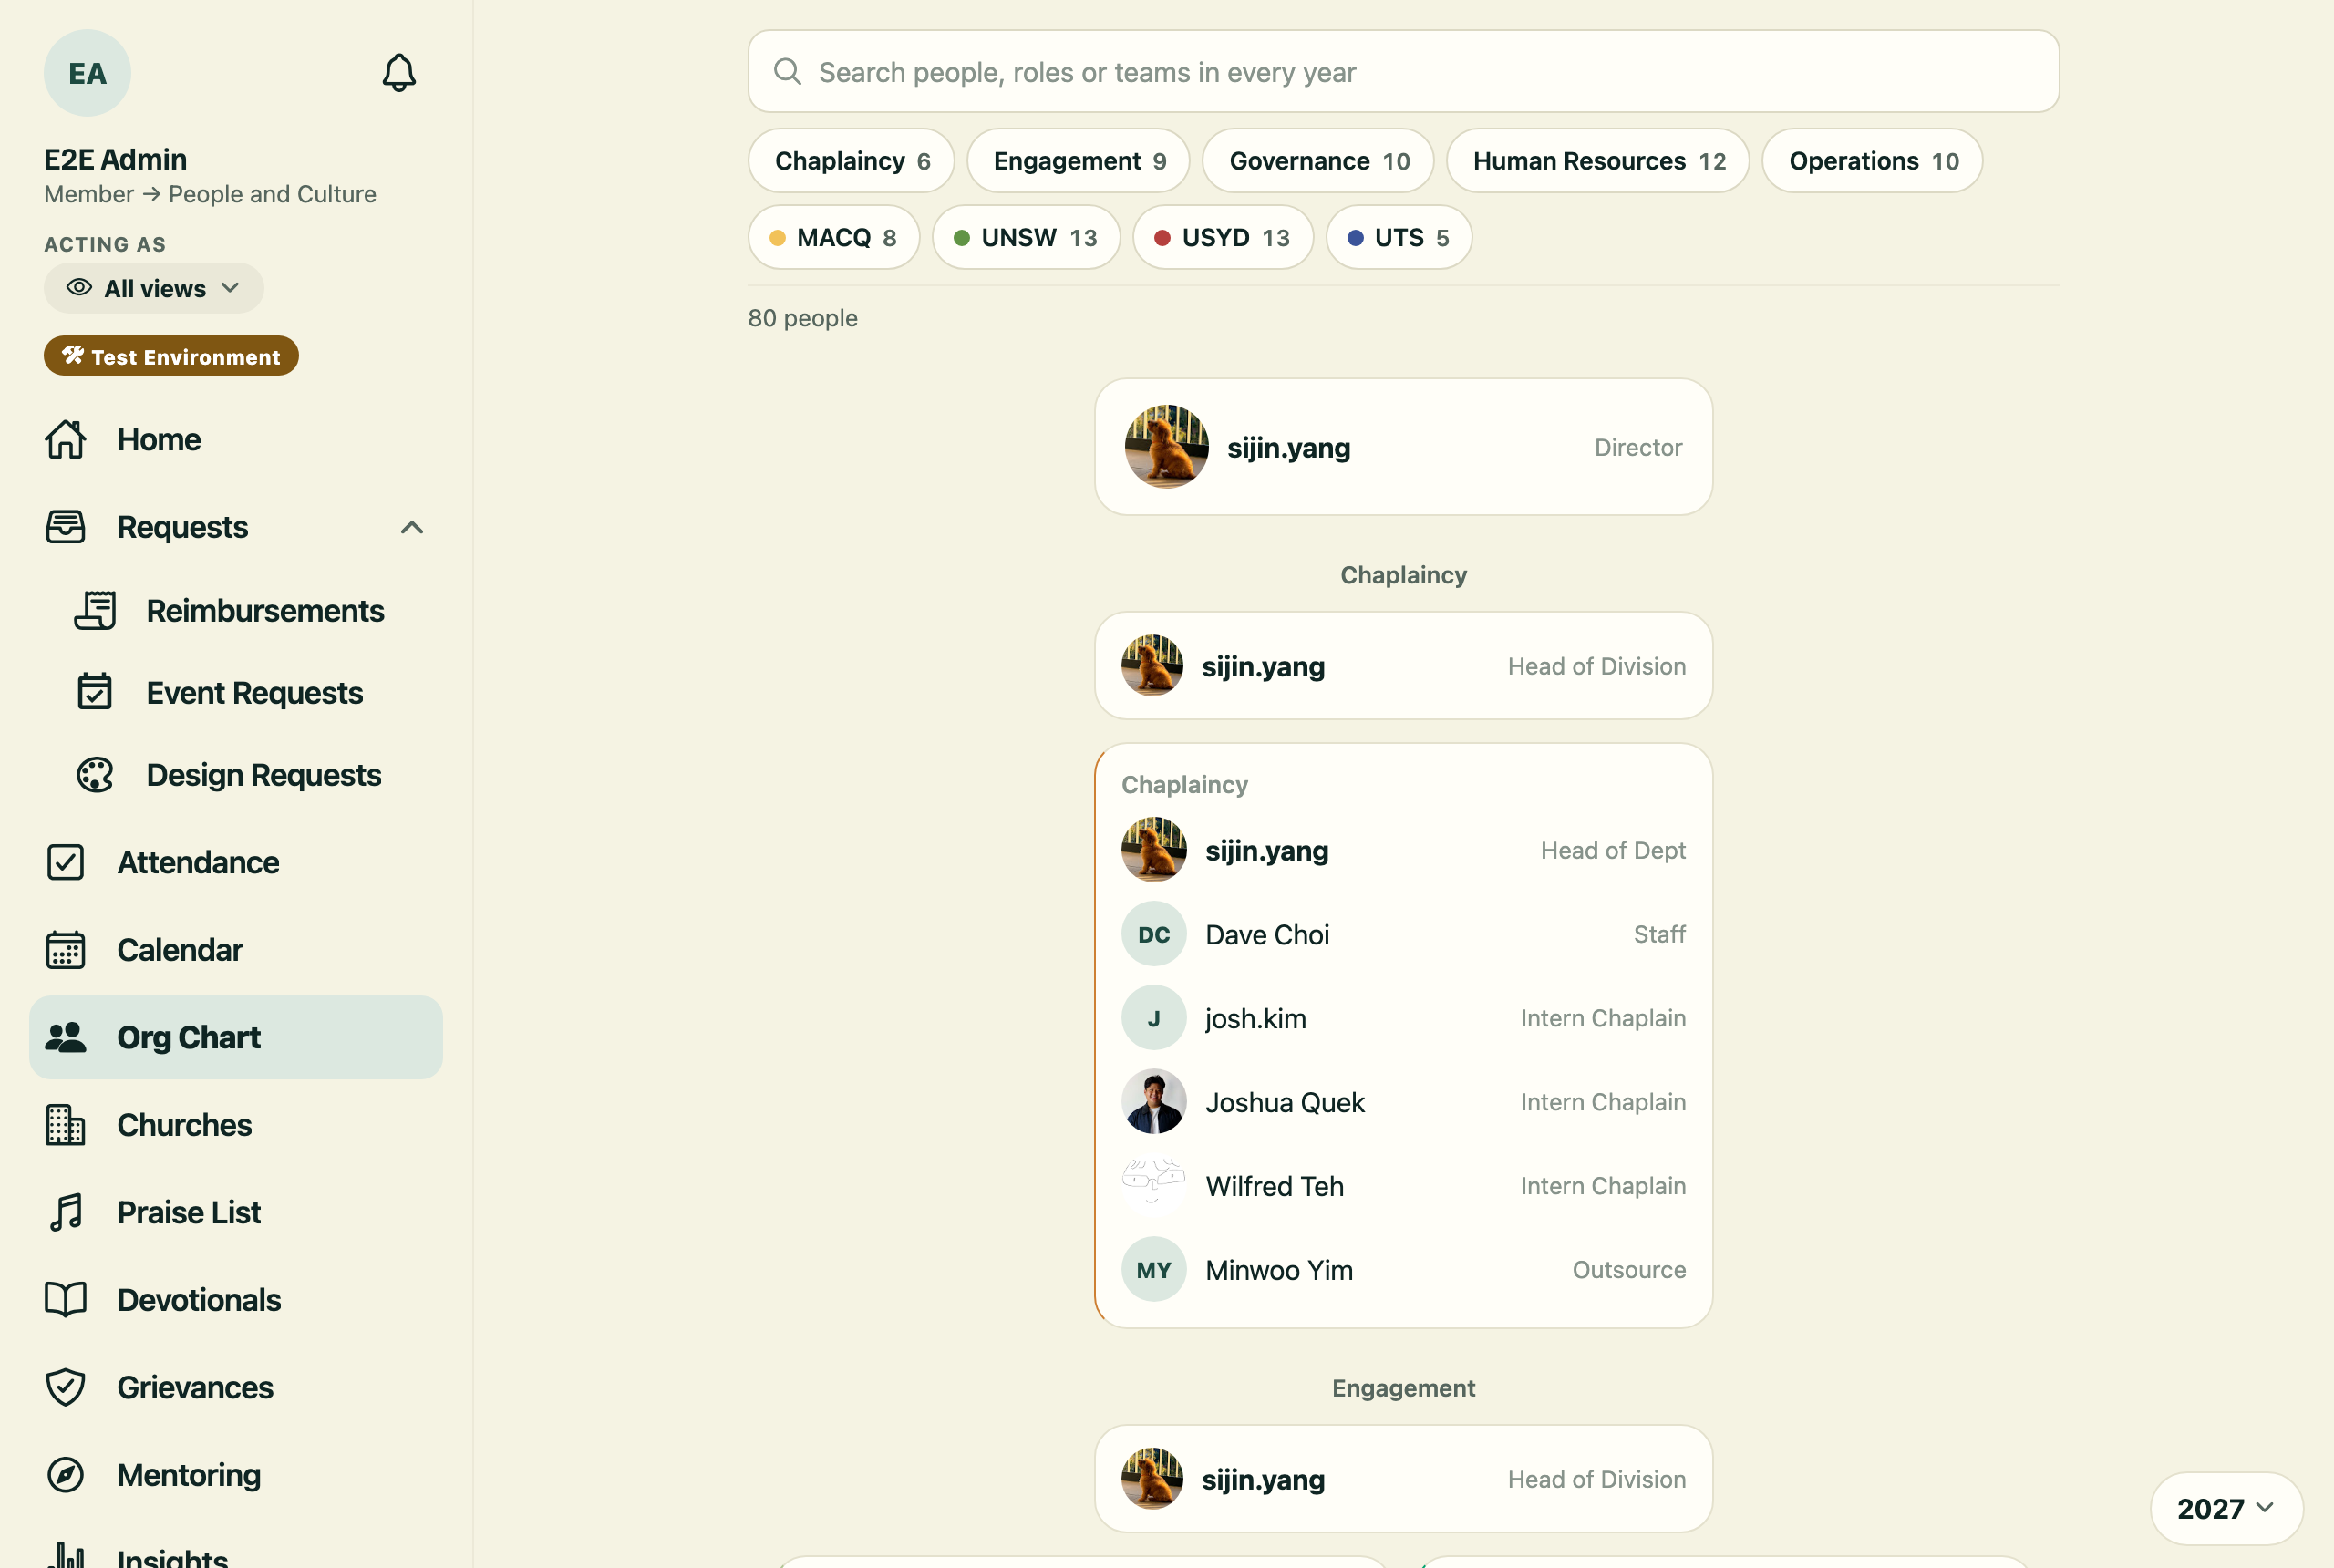 EA
E2E Admin
Member → People and Culture
ACTING AS
All views
Test Environment
Home
Requests
Reimbursements
Event Requests
Design Requests
Attendance
Calendar
Org Chart
Churches
Praise List
Devotionals
Grievances
Mentoring
Insights
Search people, roles or teams in every year
Chaplaincy 6 Engagement 9 Governance 10 Human Resources 12 Operations 10
MACQ 8 UNSW 13 USYD 13 UTS 5
80 people
sijin.yang Director
Chaplaincy
sijin.yang Head of Division
Chaplaincy
sijin.yang Head of Dept
DC Dave Choi Staff
J josh.kim Intern Chaplain
Joshua Quek Intern Chaplain
Wilfred Teh Intern Chaplain
MY Minwoo Yim Outsource
Engagement
sijin.yang Head of Division
2027